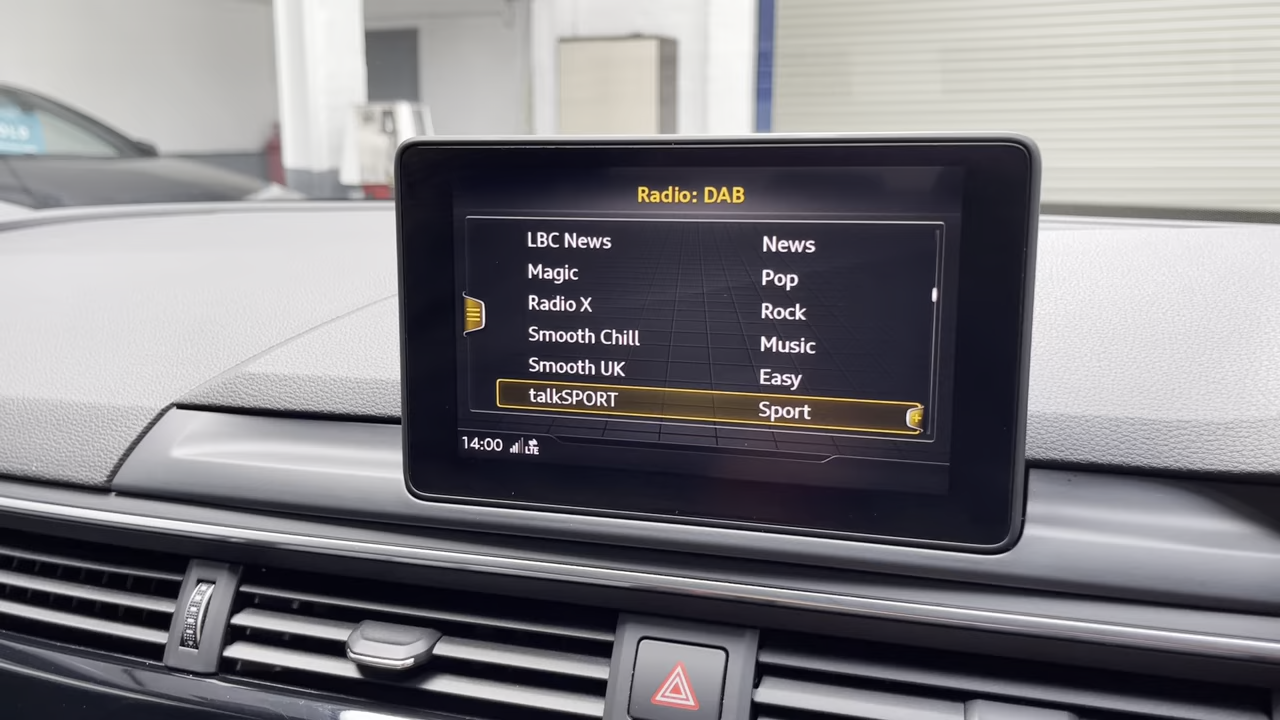 Radio: DAB
LBC News News
Magic Pop
Radio X Rock
Smooth Chill Music
Smooth UK Easy
talkSPORT Sport
14:00 LTE